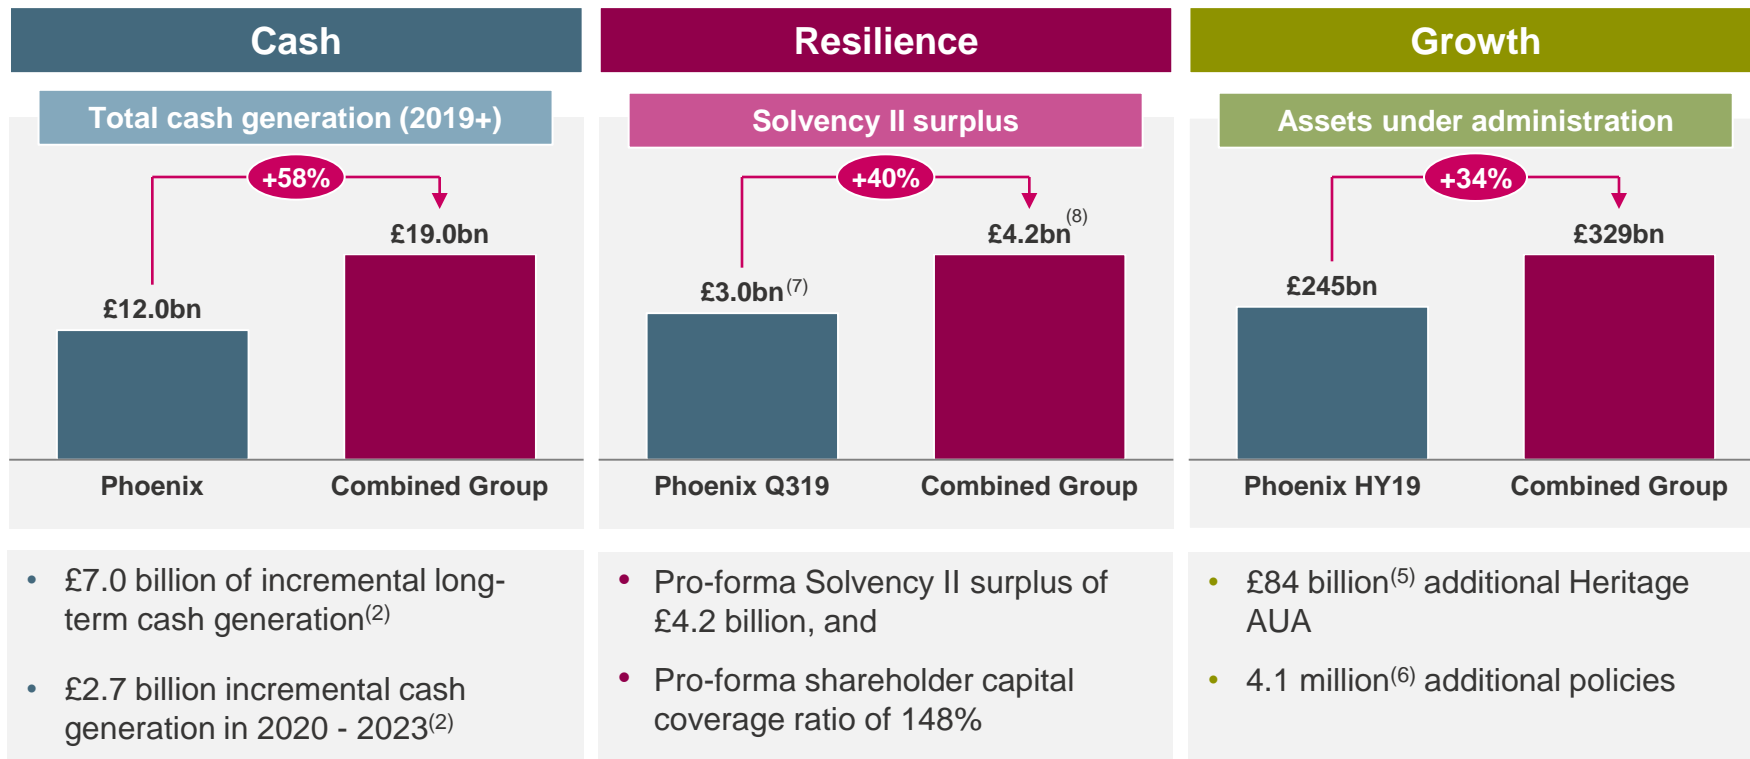 Cash
Total cash generation (2019+)
+58%
£19.0bn
£12.0bn
Phoenix
Combined Group
• £7.0 billion of incremental long-
term cash generation(2)
• £2.7 billion incremental cash
generation in 2020 - 2023(2)
Resilience
Solvency II surplus
+40%
£4.2bn(8)
£3.0bn(7)
Phoenix Q319
Combined Group
• Pro-forma Solvency II surplus of
£4.2 billion, and
• Pro-forma shareholder capital
coverage ratio of 148%
Growth
Assets under administration
+34%
£329bn
£245bn
Phoenix HY19
Combined Group
• £84 billion(5) additional Heritage
AUA
• 4.1 million(6) additional policies